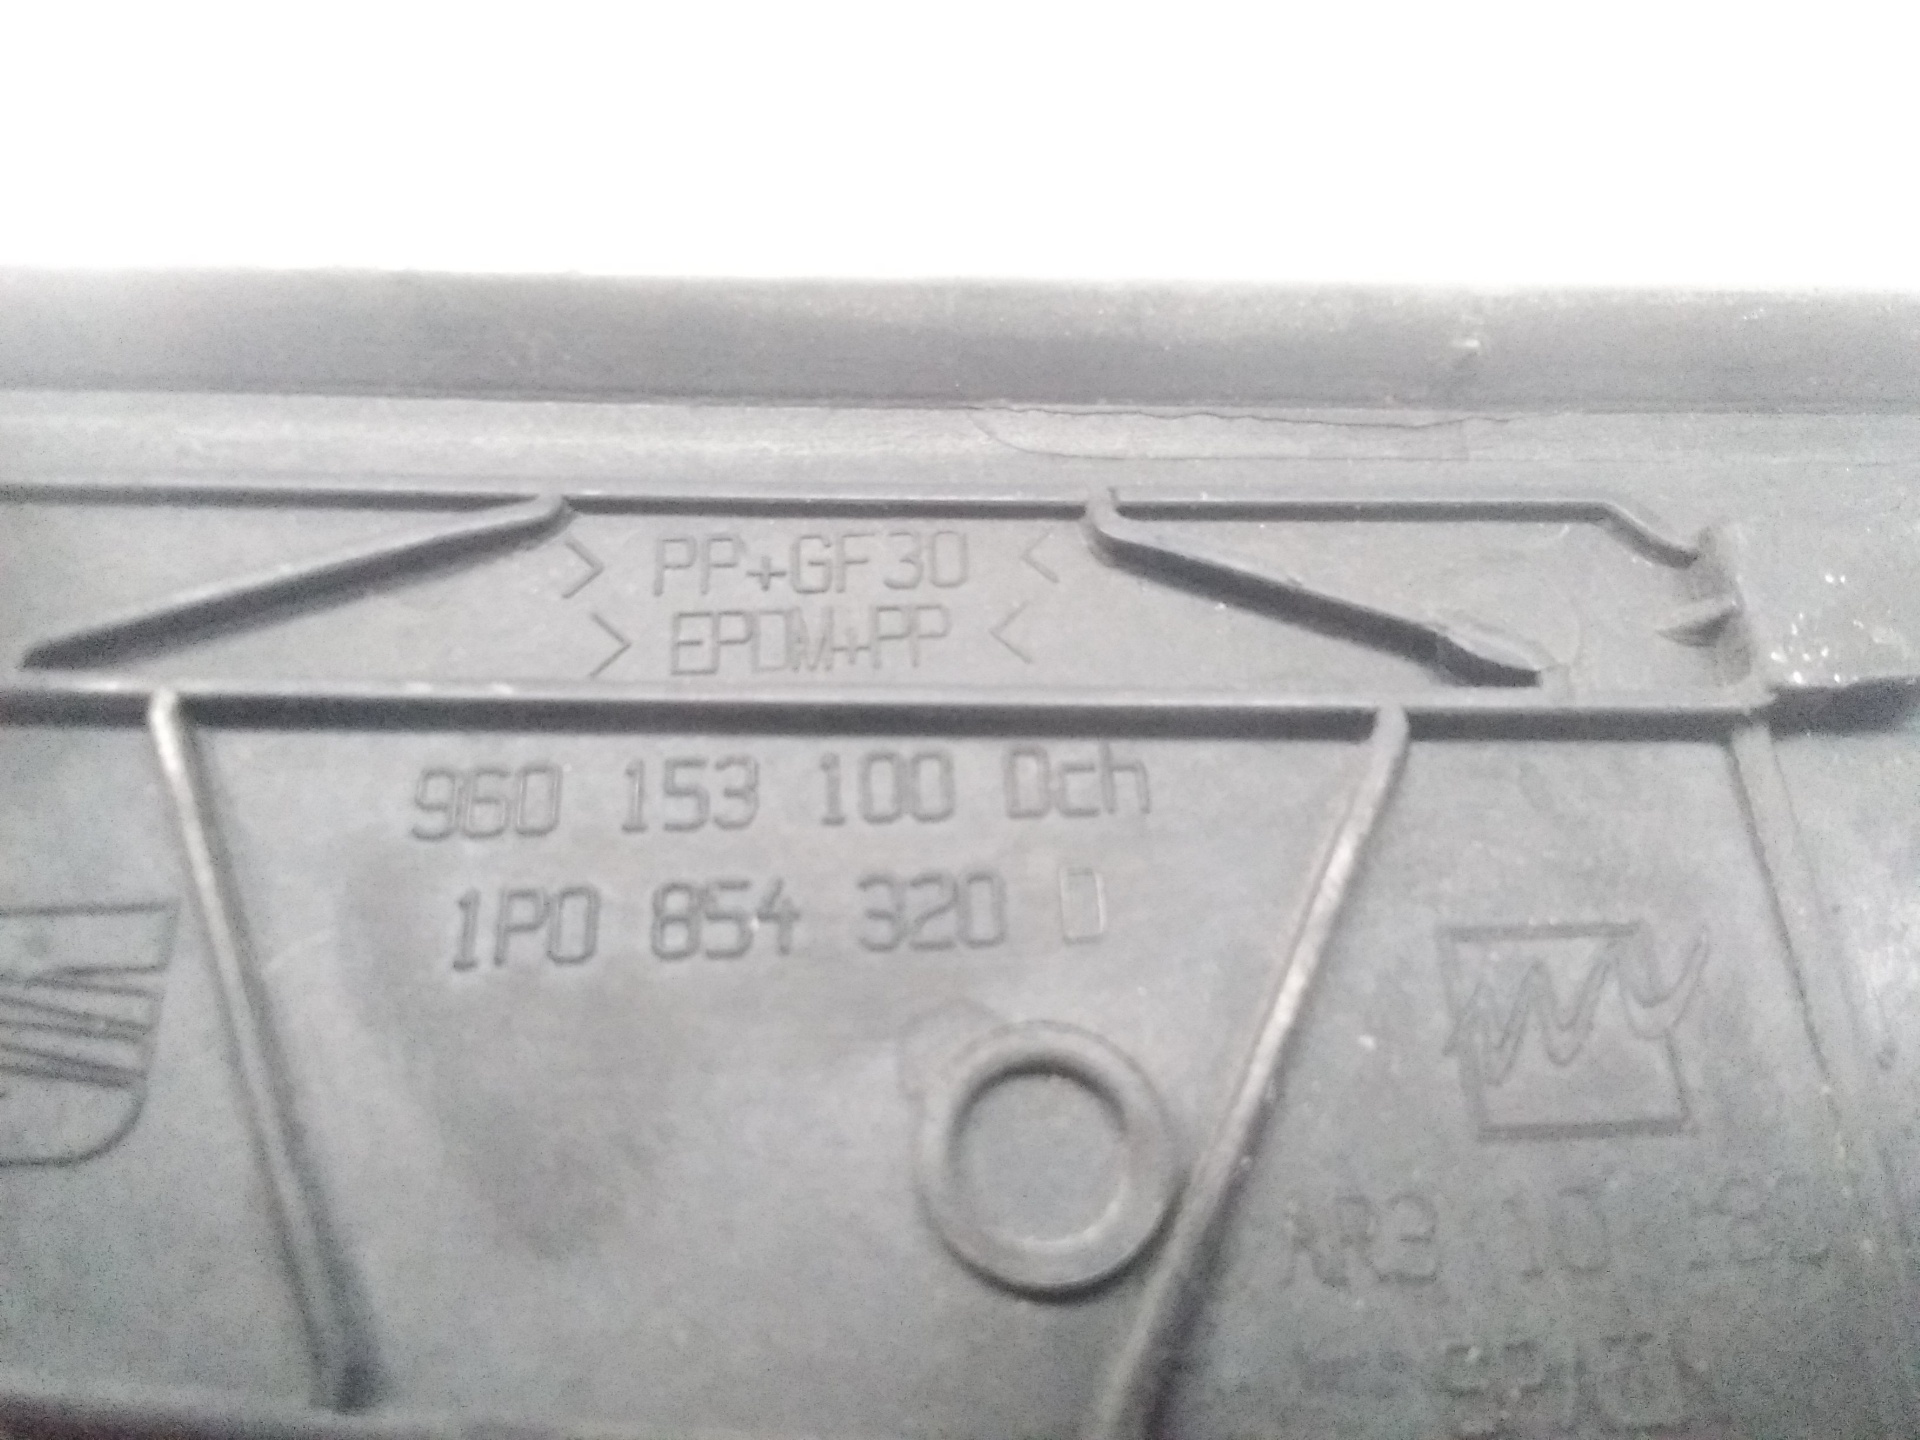 > PP+GF30 <
> EPDM+PP <
960 153 100 Dch
1P0 854 320 D